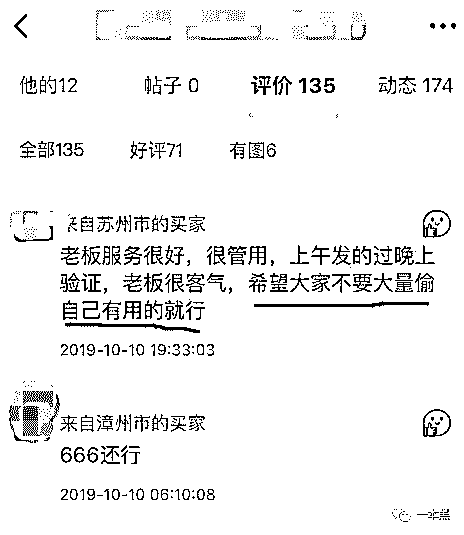 他的12 帖子 0 评价 135 动态 174
全部135 好评71 有图6
来自苏州市的买家
老板服务很好，很管用，上午发的过晚上
验证，老板很客气，希望大家不要大量偷
自己有用的就行
2019-10-10 19:33:03
来自漳州市的买家
666还行
2019-10-10 06:10:08
一本黑